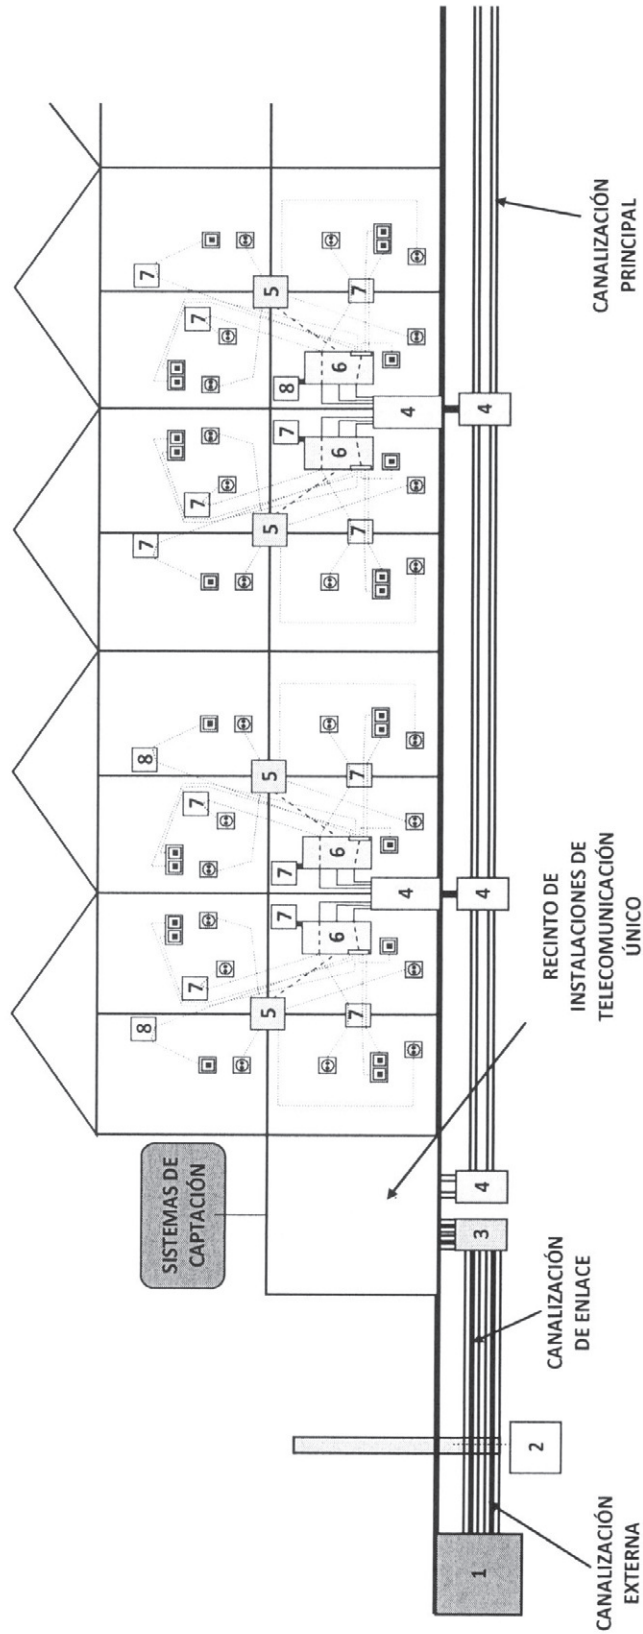 8
8
7
7
SISTEMAS DE
CAPTACIÓN
7
7
7
7
5
5
5
5
7
7
7
8
6
6
6
6
7
7
7
7
4
4
1
3
4
4
4
2
CANALIZACIÓN
EXTERNA
CANALIZACIÓN
DE ENLACE
RECINTO DE
INSTALACIONES DE
TELECOMUNICACIÓN
ÚNICO
CANALIZACIÓN
PRINCIPAL